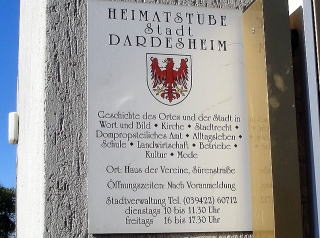 HEIMATSTUBE
Stadt
DARDESHEIM
Geschichte des Ortes und der Stadt in
Wort und Bild • Kirche • Stadtrecht •
Dompropsteiliches Amt • Alltagsleben •
Schule • Landwirtschaft • Betriebe •
Kultur • Mode
Ort: Haus der Vereine, Sürenstraße
Öffnungszeiten: Nach Voranmeldung
Stadtverwaltung Tel. (039422) 60712
dienstags 10 bis 11.30 Uhr
freitags 16 bis 17.30 Uhr